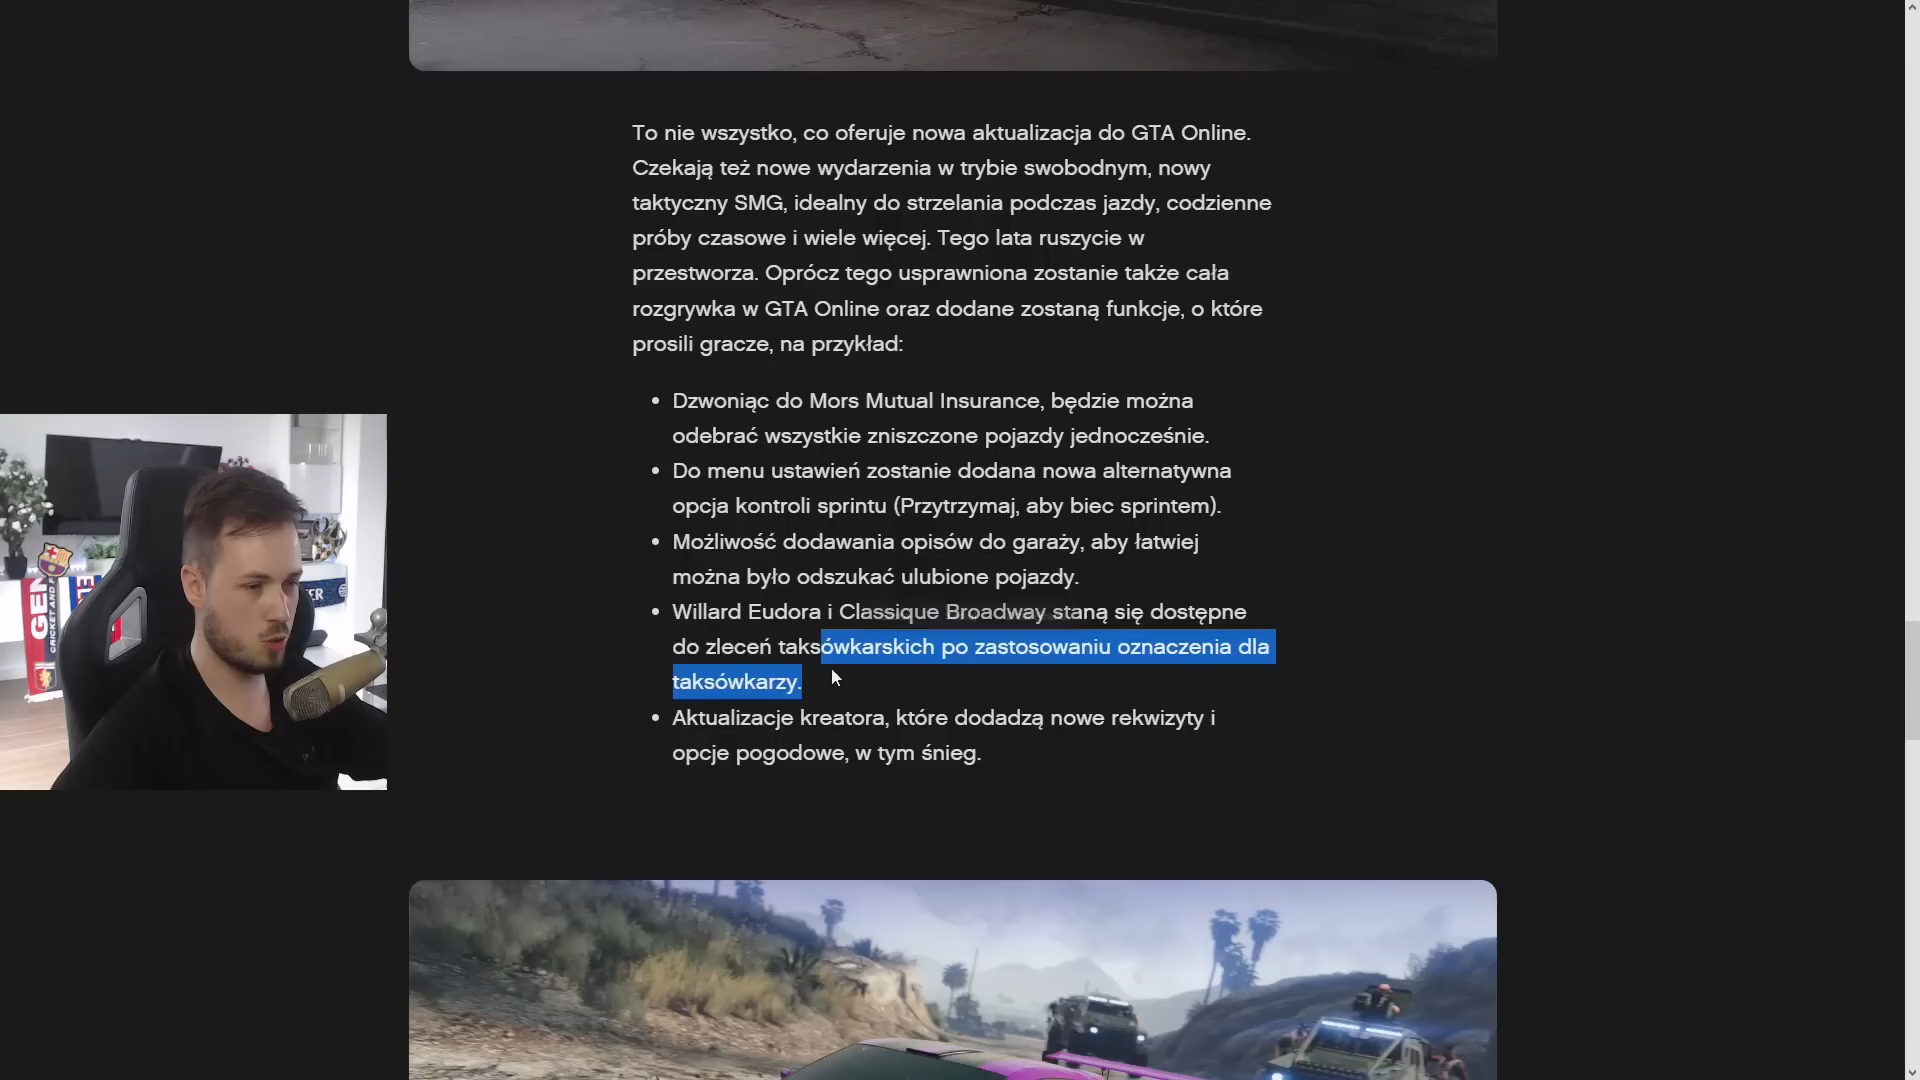 To nie wszystko, co oferuje nowa aktualizacja do GTA Online.
Czekają też nowe wydarzenia w trybie swobodnym, nowy
taktyczny SMG, idealny do strzelania podczas jazdy, codzienne
próby czasowe i wiele więcej. Tego lata ruszycie w
przestworza. Oprócz tego usprawniona zostanie także cała
rozgrywka w GTA Online oraz dodane zostaną funkcje, o które
prosili gracze, na przykład:
• Dzwoniąc do Mors Mutual Insurance, będzie można
odebrać wszystkie zniszczone pojazdy jednocześnie.
• Do menu ustawień zostanie dodana nowa alternatywna
opcja kontroli sprintu (Przytrzymaj, aby biec sprintem).
• Możliwość dodawania opisów do garaży, aby łatwiej
można było odszukać ulubione pojazdy.
• Willard Eudora i Classique Broadway staną się dostępne
do zleceń taksówkarskich po zastosowaniu oznaczenia dla
taksówkarzy.
• Aktualizacje kreatora, które dodadzą nowe rekwizyty i
opcje pogodowe, w tym śnieg.